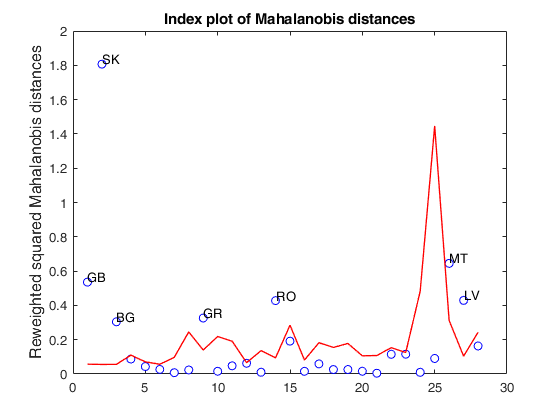 Index plot of Mahalanobis distances
Reweighted squared Mahalanobis distances
2
1.8
1.6
1.4
1.2
1
0.8
0.6
0.4
0.2
0
SK
GB
BG
GR
RO
MT
LV
0 5 10 15 20 25 30